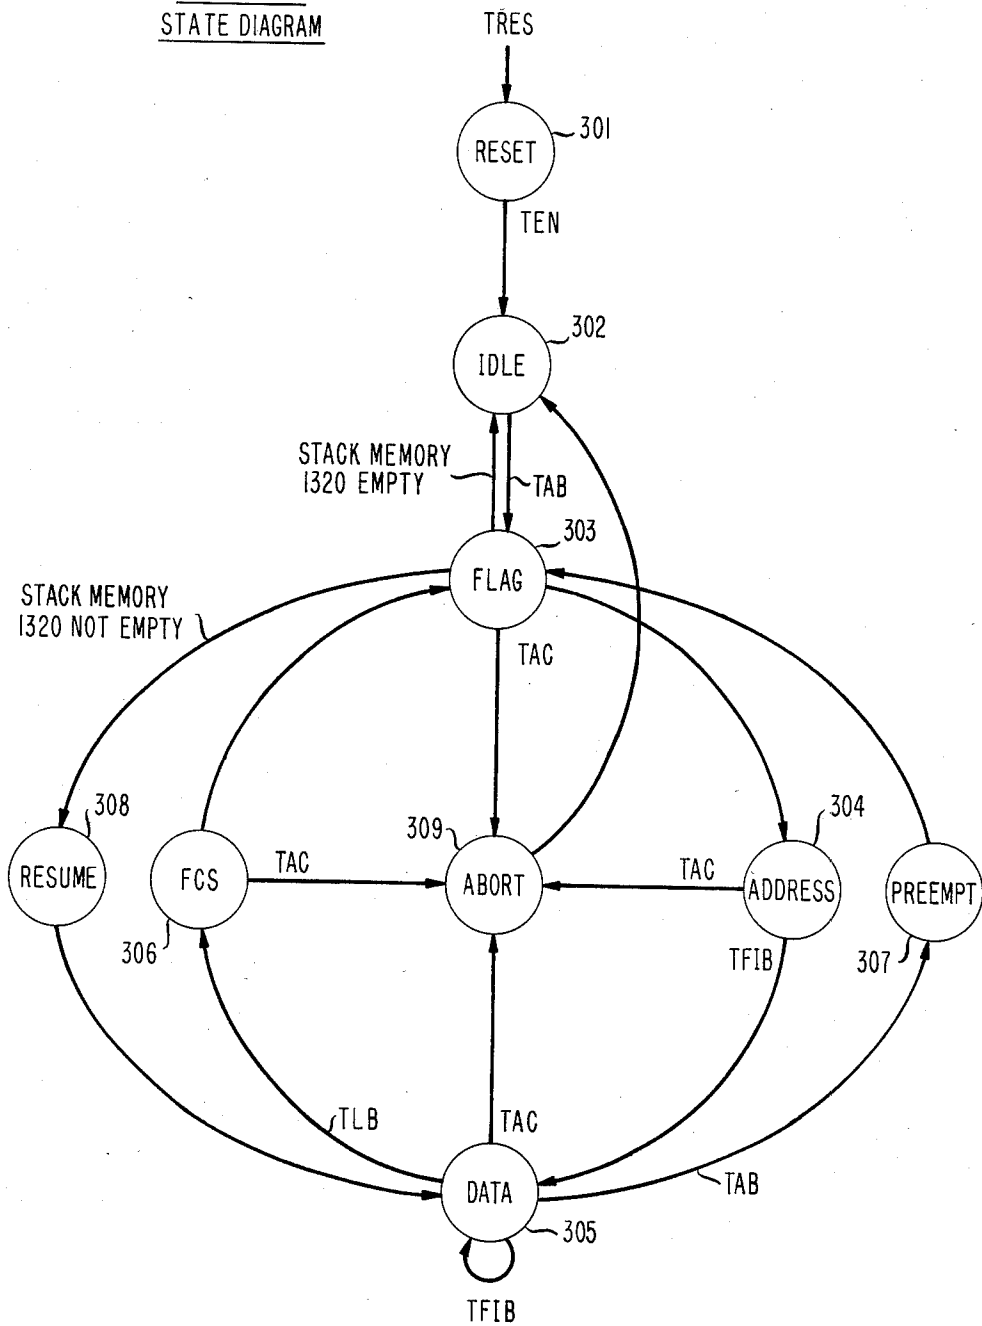 STATE DIAGRAM
TRES
301
RESET
TEN
302
IDLE
STACK MEMORY
1320 EMPTY
TAB
303
FLAG
STACK MEMORY
1320 NOT EMPTY
TAC
308
309
304
RESUME
FCS
TAC
ABORT
TAC
ADDRESS
PREEMPT
306
TFIB
307
TLB
TAC
TAB
DATA
305
TFIB